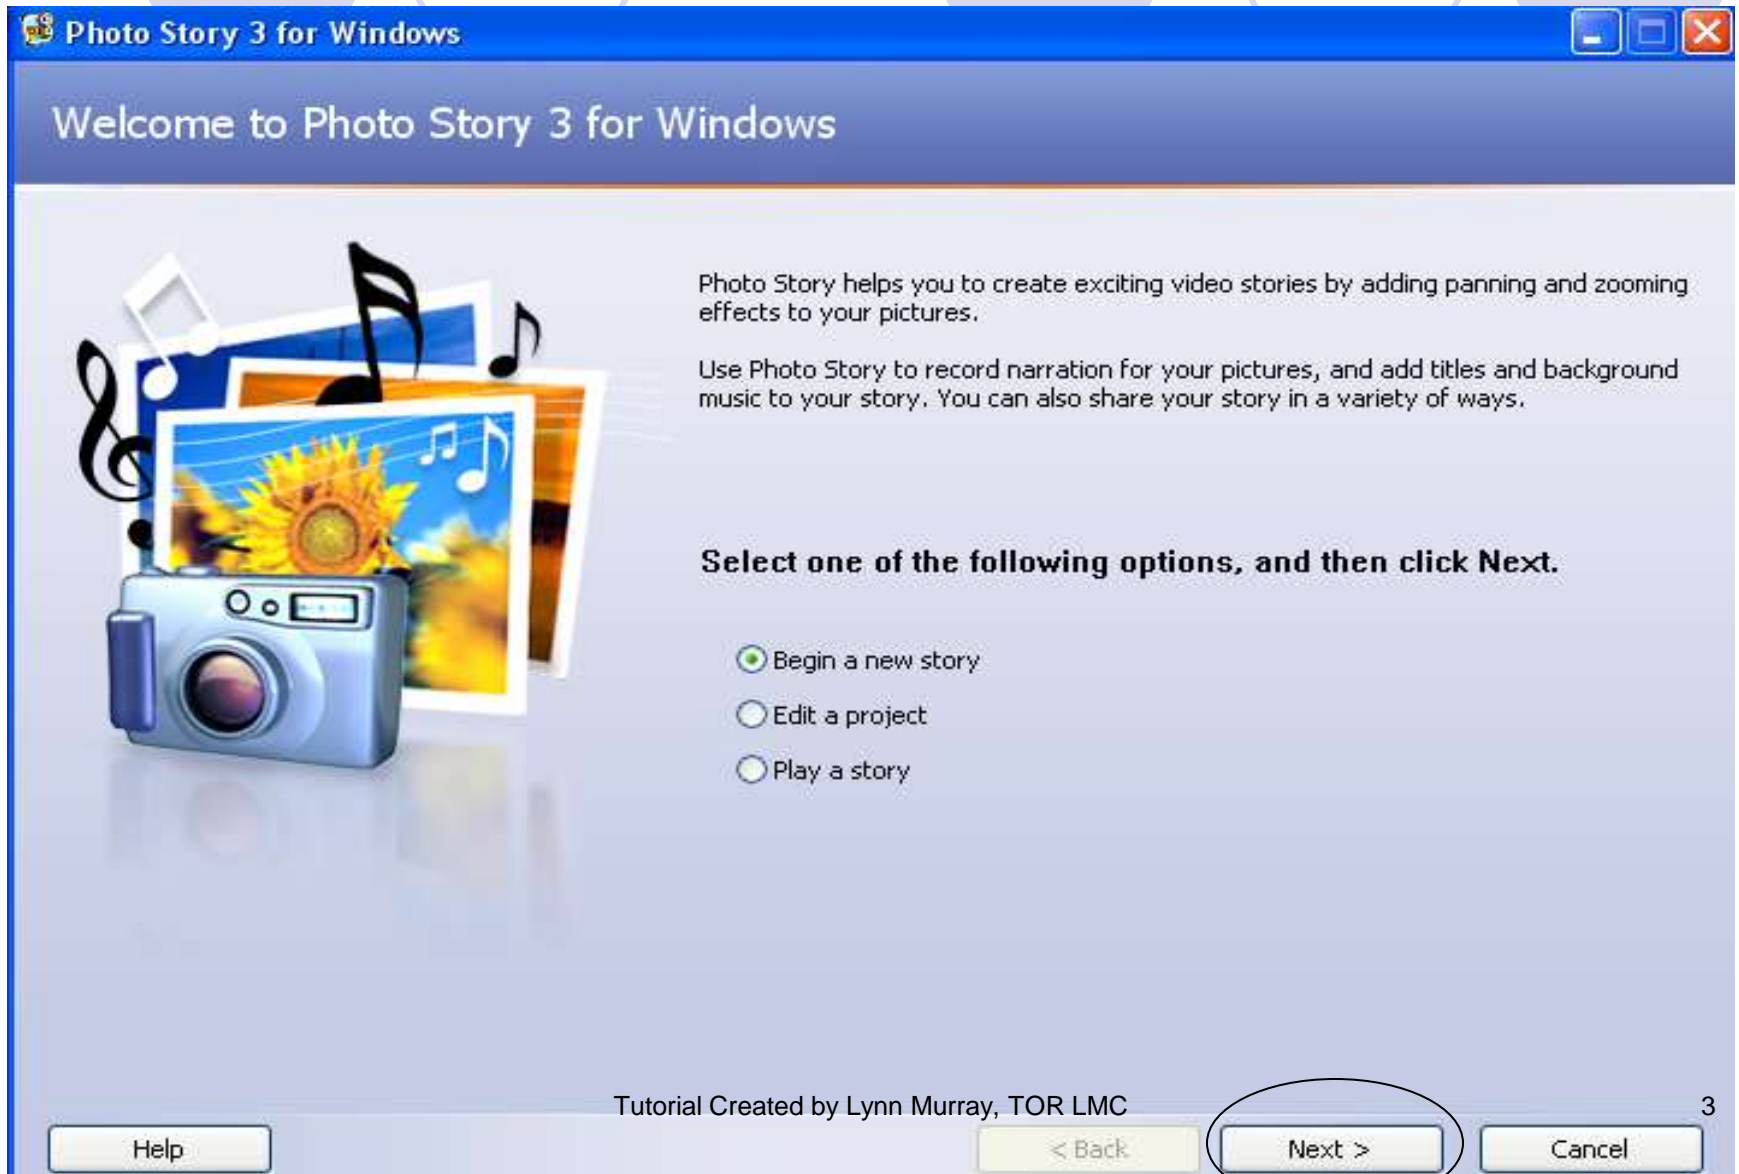 Photo Story 3 for Windows
Welcome to Photo Story 3 for Windows
Photo Story helps you to create exciting video stories by adding panning and zooming
effects to your pictures.
Use Photo Story to record narration for your pictures, and add titles and background
music to your story. You can also share your story in a variety of ways.
Select one of the following options, and then click Next.
Begin a new story
Edit a project
Play a story
Tutorial Created by Lynn Murray, TOR LMC
3
Help
< Back
Next >
Cancel